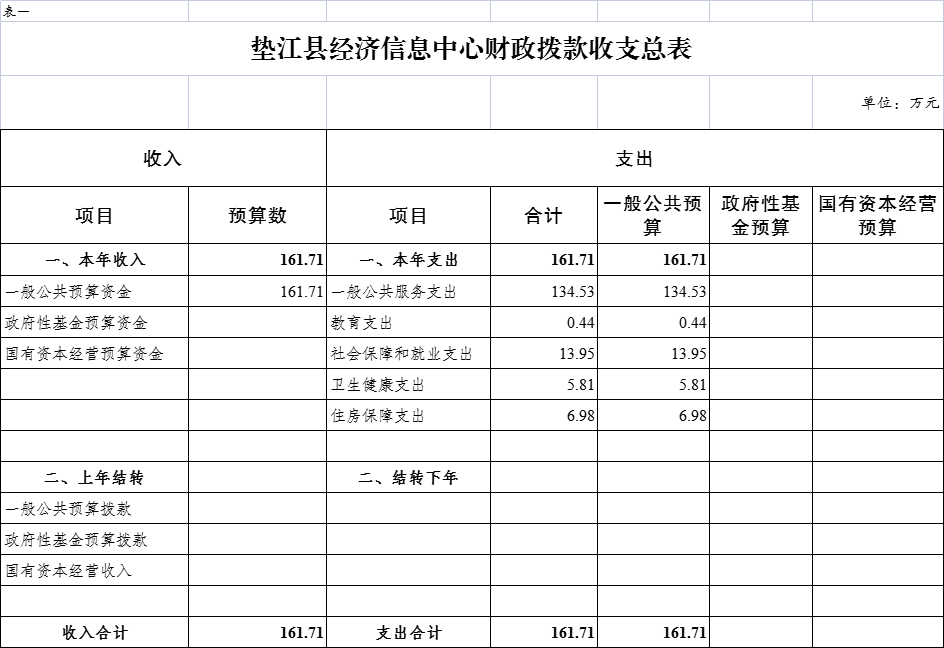 表一
垫江县经济信息中心财政拨款收支总表
单位：万元
收入 支出
项目 预算数 项目 合计 一般公共预算 政府性基金预算 国有资本经营预算
一、本年收入 161.71 一、本年支出 161.71 161.71
一般公共预算资金 161.71 一般公共服务支出 134.53 134.53
政府性基金预算资金 教育支出 0.44 0.44
国有资本经营预算资金 社会保障和就业支出 13.95 13.95
卫生健康支出 5.81 5.81
住房保障支出 6.98 6.98
二、上年结转 二、结转下年
一般公共预算拨款
政府性基金预算拨款
国有资本经营收入
收入合计 161.71 支出合计 161.71 161.71